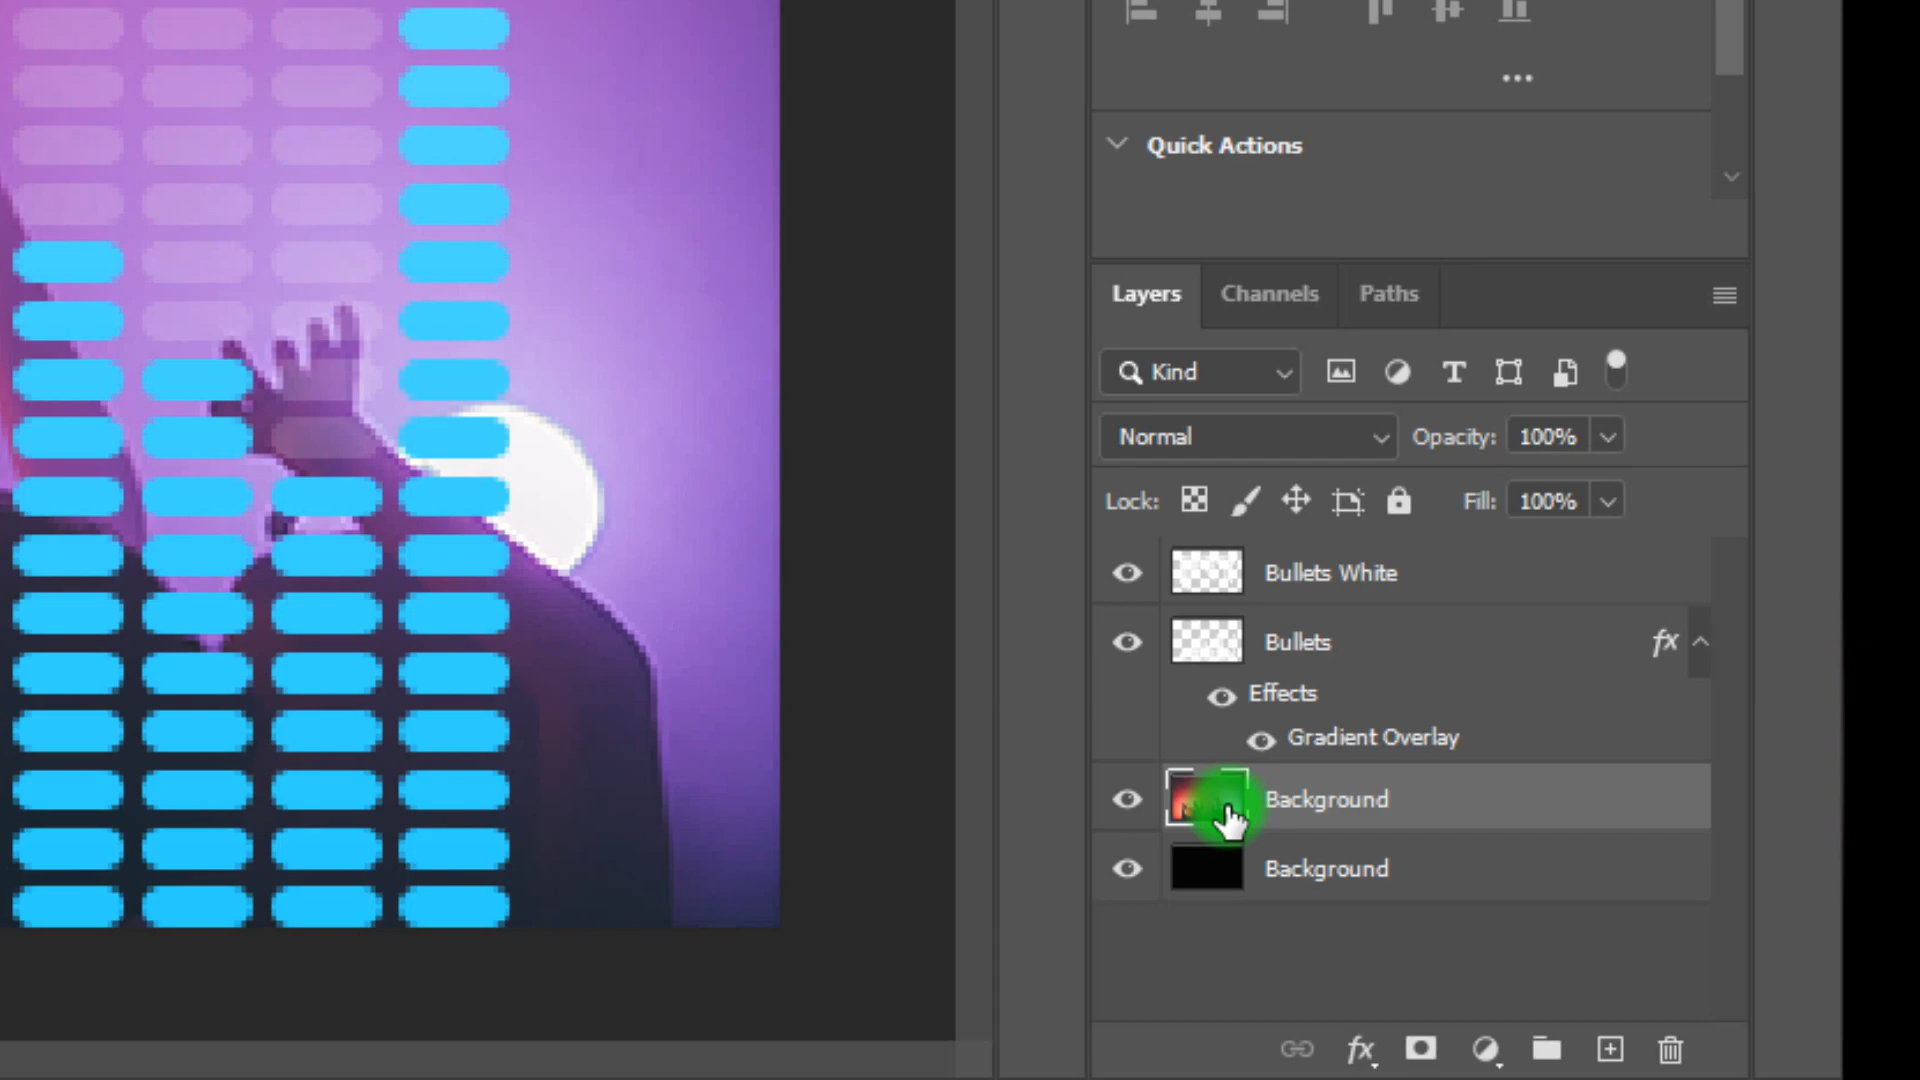 Quick Actions
Layers Channels Paths
Kind
Normal Opacity: 100%
Lock: Fill: 100%
Bullets White
Bullets fx
Effects
Gradient Overlay
Background
Background
fx